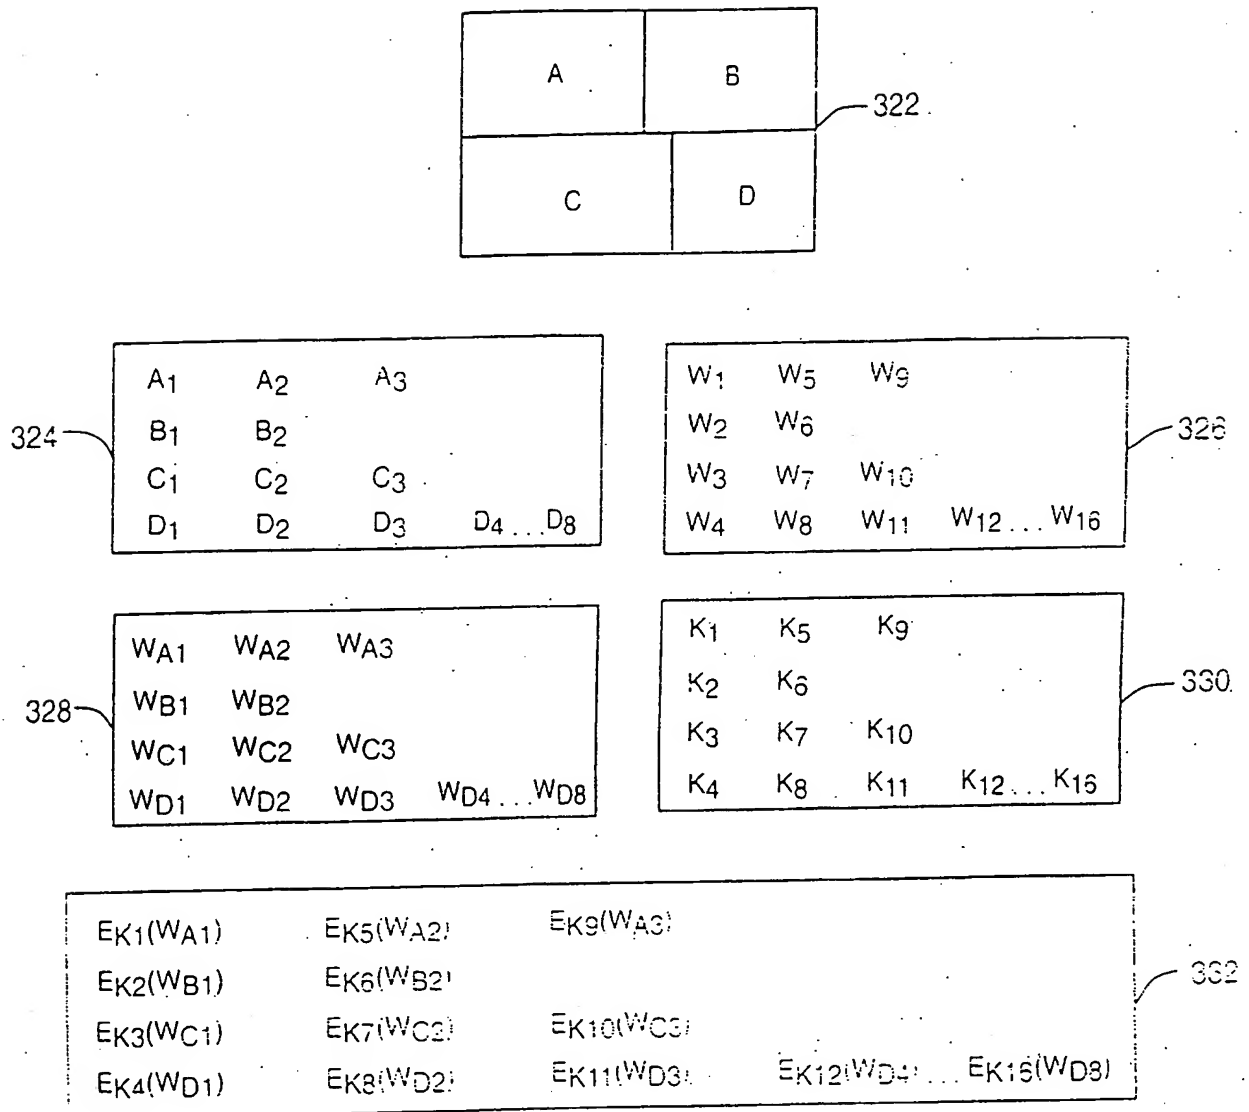 A B
322
C D
A1 A2 A3
B1 B2
324
C1 C2 C3
D1 D2 D3 D4 ... D8
W1 W5 W9
W2 W6
326
W3 W7 W10
W4 W8 W11 W12 ... W16
WA1 WA2 WA3
WB1 WB2
328
WC1 WC2 WC3
WD1 WD2 WD3 WD4 ... WD8
K1 K5 K9
K2 K6
330
K3 K7 K10
K4 K8 K11 K12 ... K16
EK1(WA1) EK5(WA2) EK9(WA3)
EK2(WB1) EK6(WB2)
332
EK3(WC1) EK7(WC2) EK10(WC3)
EK4(WD1) EK8(WD2) EK11(WD3) EK12(WD4) ... EK16(WD8)